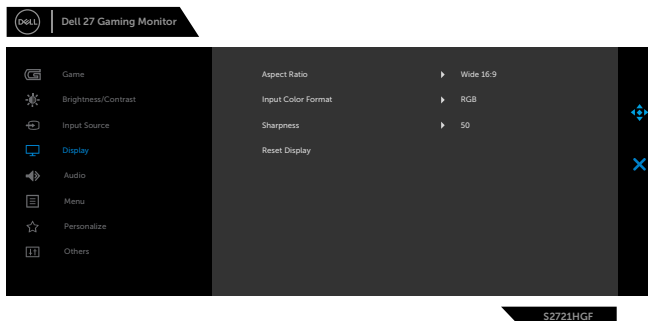 DELL Dell 27 Gaming Monitor
Game
Brightness/Contrast
Input Source
Display
Audio
Menu
Personalize
Others
Aspect Ratio Wide 16:9
Input Color Format RGB
Sharpness 50
Reset Display
S2721HGF